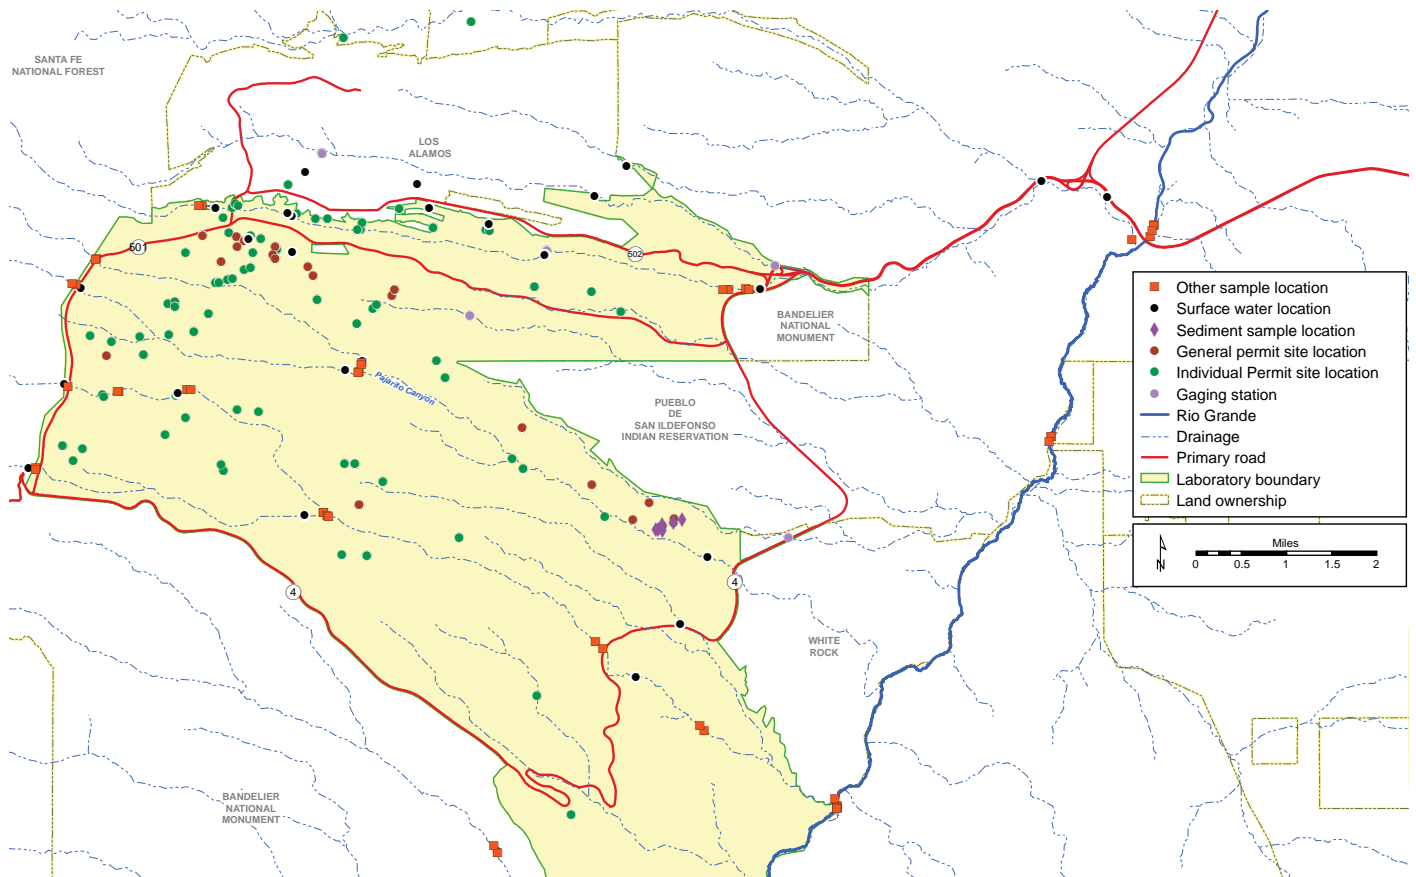 SANTA FE
NATIONAL FOREST
LOS
ALAMOS
501
502
BANDELIER
NATIONAL
MONUMENT
Pajarito Canyon
PUEBLO
DE
SAN ILDEFONSO
INDIAN RESERVATION
Other sample location
Surface water location
Sediment sample location
General permit site location
Individual Permit site location
Gaging station
Rio Grande
Drainage
Primary road
Laboratory boundary
Land ownership
Miles
N
0 0.5 1 1.5 2
4
4
WHITE
ROCK
BANDELIER
NATIONAL
MONUMENT